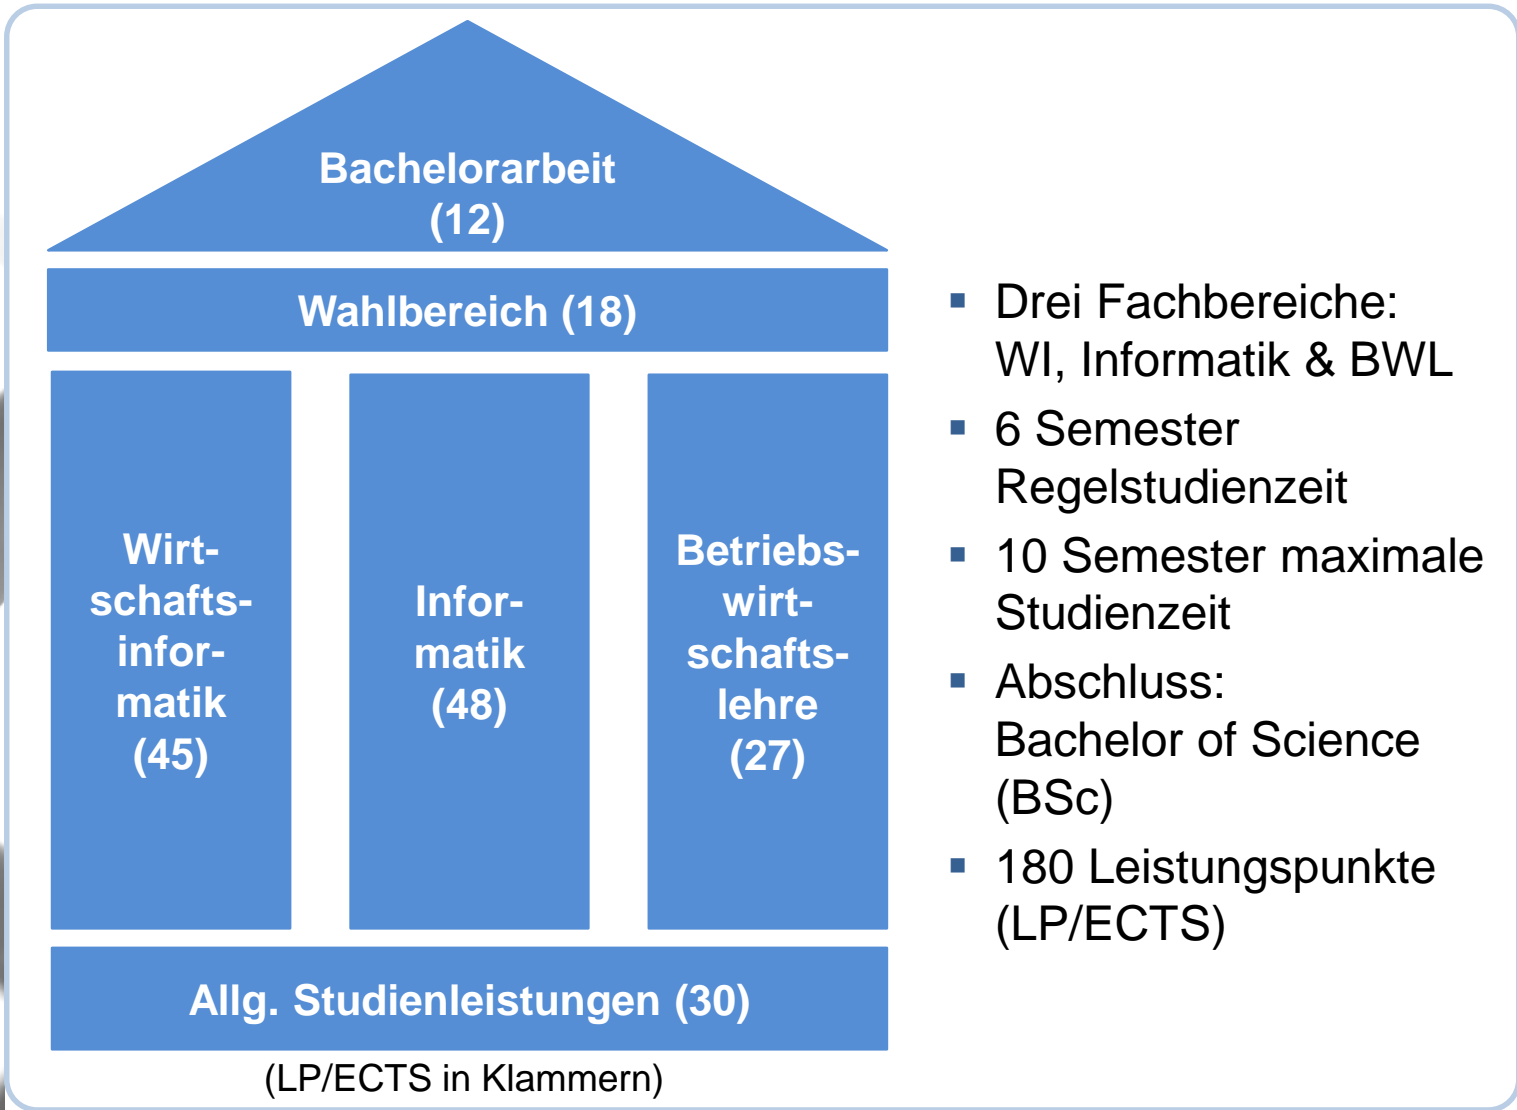 Bachelorarbeit
(12)
Wahlbereich (18)
Wirt-
schafts-
infor-
matik
(45)
Infor-
matik
(48)
Betriebs-
wirt-
schafts-
lehre
(27)
Allg. Studienleistungen (30)
(LP/ECTS in Klammern)
▪ Drei Fachbereiche:
WI, Informatik & BWL
▪ 6 Semester
Regelstudienzeit
▪ 10 Semester maximale
Studienzeit
▪ Abschluss:
Bachelor of Science
(BSc)
▪ 180 Leistungspunkte
(LP/ECTS)